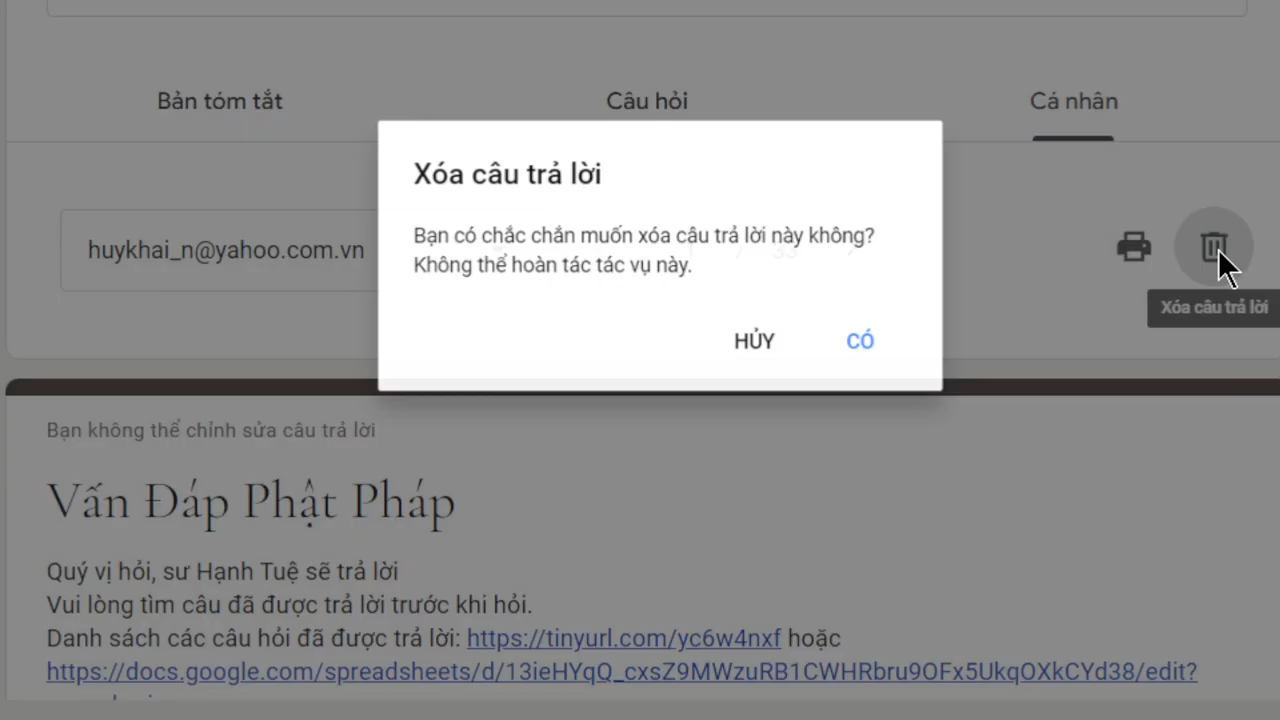 Bản tóm tắt
Câu hỏi
Cá nhân
Xóa câu trả lời
Bạn có chắc chắn muốn xóa câu trả lời này không?
Không thể hoàn tác tác vụ này.
HỦY
CÓ
huykhai_n@yahoo.com.vn
Xóa câu trả lời
Bạn không thể chỉnh sửa câu trả lời
Vấn Đáp Phật Pháp
Quý vị hỏi, sư Hạnh Tuệ sẽ trả lời
Vui lòng tìm câu đã được trả lời trước khi hỏi.
Danh sách các câu hỏi đã được trả lời: https://tinyurl.com/yc6w4nxf hoặc
https://docs.google.com/spreadsheets/d/13ieHYqQ_cxsZ9MWzuRB1CWHRbru9OFx5UkqOXkCYd38/edit?